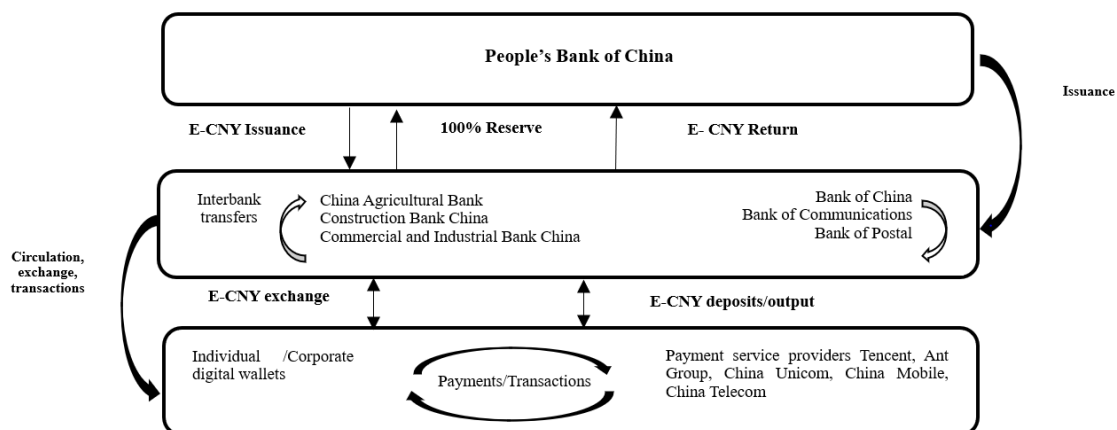 People's Bank of China
Issuance
E-CNY Issuance
100% Reserve
E- CNY Return
Interbank
transfers
China Agricultural Bank
Construction Bank China
Commercial and Industrial Bank China
Bank of China
Bank of Communications
Bank of Postal
Circulation,
exchange,
transactions
E-CNY exchange
E-CNY deposits/output
Individual /Corporate
digital wallets
Payments/Transactions
Payment service providers Tencent, Ant
Group, China Unicom, China Mobile,
China Telecom